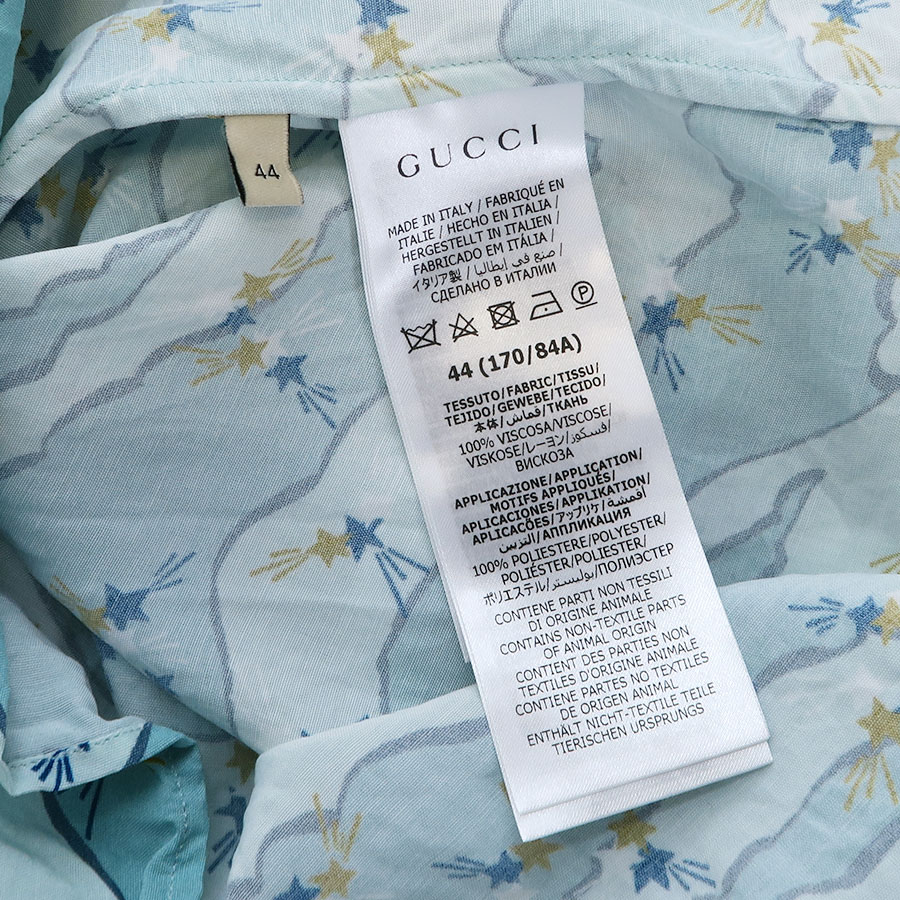 44
GUCCI
MADE IN ITALY / FABRIQUÉ EN
ITALIE / HECHO EN ITALIA /
HERGESTELLT IN ITALIEN /
FABRICADO EM ITÁLIA /
イタリア製 / صنع في إيطاليا /
СДЕЛАНО В ИТАЛИИ
P
44 (170/84A)
TESSUTO/FABRIC/TISSU/
TEJIDO/GEWEBE/TECIDO/
本体/قماش/ТКАНЬ
100% VISCOSA/VISCOSE/
VISKOSE/レーヨン/فسكوز/
ВИСКОЗА
APPLICAZIONE/APPLICATION/
MOTIFS APPLIQUÉS/
APLICACIONES/APPLIKATION/
APLICAÇÕES/アップリケ/أقمشة
التزيين/АППЛИКАЦИЯ
100% POLIESTERE/POLYESTER/
POLIÉSTER/POLIESTER/
ポリエステル/بوليستر/ПОЛИЭСТЕР
CONTIENE PARTI NON TESSILI
DI ORIGINE ANIMALE
CONTAINS NON-TEXTILE PARTS
OF ANIMAL ORIGIN
CONTIENT DES PARTIES NON
TEXTILES D'ORIGINE ANIMALE
CONTIENE PARTES NO TEXTILES
DE ORIGEN ANIMAL
ENTHÄLT NICHT-TEXTILE TEILE
TIERISCHEN URSPRUNGS